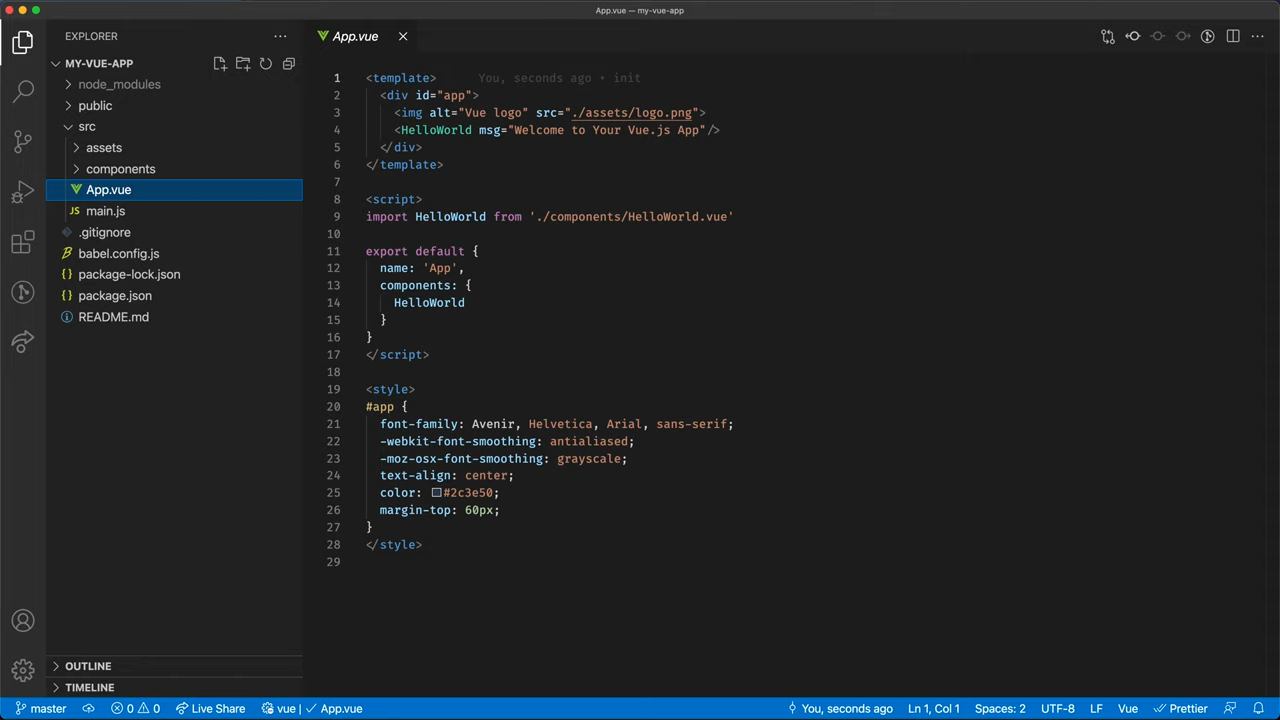 App.vue — my-vue-app
EXPLORER
App.vue
MY-VUE-APP
node_modules
public
src
assets
components
App.vue
JS main.js
.gitignore
babel.config.js
{} package-lock.json
{} package.json
README.md
OUTLINE
TIMELINE
1 <template> You, seconds ago • init
2 <div id="app">
3 <img alt="Vue logo" src="./assets/logo.png">
4 <HelloWorld msg="Welcome to Your Vue.js App"/>
5 </div>
6 </template>
7
8 <script>
9 import HelloWorld from './components/HelloWorld.vue'
10
11 export default {
12 name: 'App',
13 components: {
14 HelloWorld
15 }
16 }
17 </script>
18
19 <style>
20 #app {
21 font-family: Avenir, Helvetica, Arial, sans-serif;
22 -webkit-font-smoothing: antialiased;
23 -moz-osx-font-smoothing: grayscale;
24 text-align: center;
25 color: #2c3e50;
26 margin-top: 60px;
27 }
28 </style>
29
master 0 0 Live Share vue | App.vue You, seconds ago Ln 1, Col 1 Spaces: 2 UTF-8 LF Vue Prettier